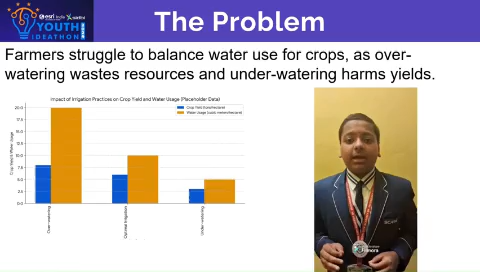 The Problem
esri India
YOUTH
IDEATHON
Farmers struggle to balance water use for crops, as over-
watering wastes resources and under-watering harms yields.
Impact of Irrigation Practices on Crop Yield and Water Usage (Placeholder Data)
Crop Yield (tons/hectare)
Water Usage (cubic meters/hectare)
20.0
17.5
15.0
12.5
10.0
7.5
5.0
2.5
0.0
Over-watering
Optimal Irrigation
Under-watering
filmora